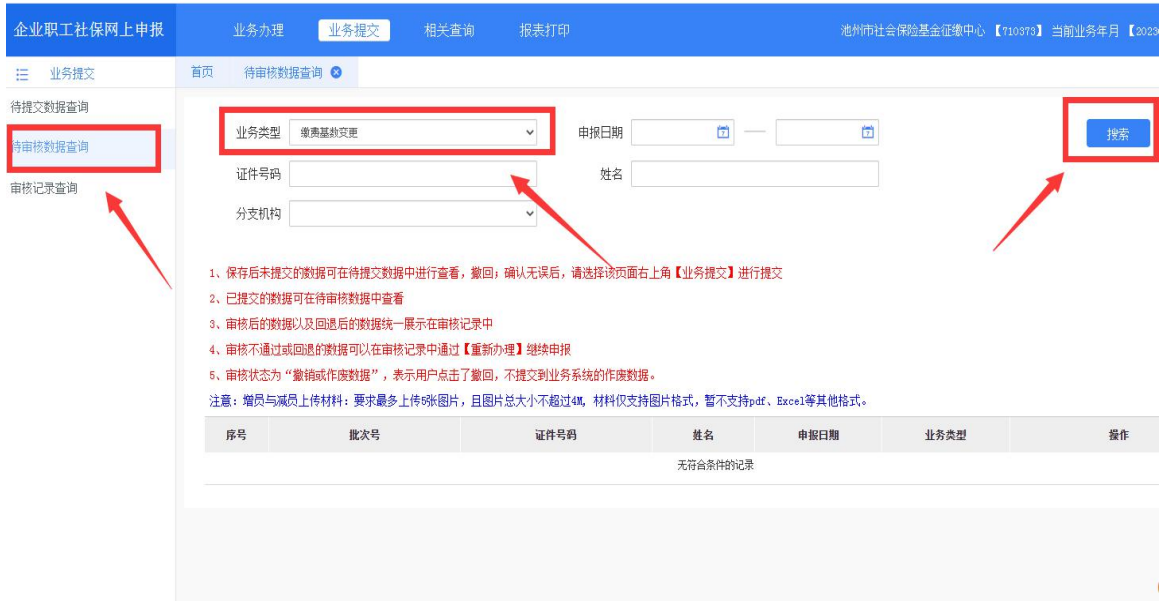 企业职工社保网上申报 业务办理 业务提交 相关查询 报表打印 池州市社会保险基金征缴中心 【710373】 当前业务年月 【2023
业务提交 首页 待审核数据查询
待提交数据查询
待审核数据查询
审核记录查询
业务类型 缴费基数变更 申报日期 搜索
证件号码 姓名
分支机构
1、保存后未提交的数据可在待提交数据中进行查看，撤回；确认无误后，请选择该页面右上角【业务提交】进行提交
2、已提交的数据可在待审核数据中查看
3、审核后的数据以及回退后的数据统一展示在审核记录中
4、审核不通过或回退的数据可以在审核记录中通过【重新办理】继续申报
5、审核状态为“撤销或作废数据”，表示用户点击了撤回，不提交到业务系统的作废数据。
注意：增员与减员上传材料：要求最多上传5张图片，且图片总大小不超过4M, 材料仅支持图片格式，暂不支持pdf、Excel等其他格式。
序号 批次号 证件号码 姓名 申报日期 业务类型 操作
无符合条件的记录